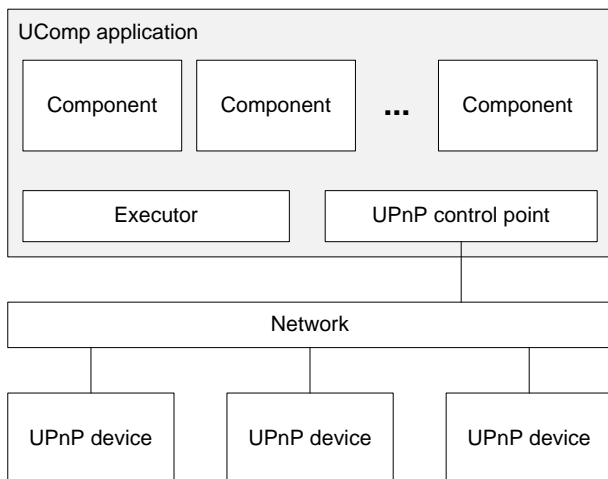 UComp application
Component Component ... Component
Executor UPnP control point
Network
UPnP device UPnP device UPnP device